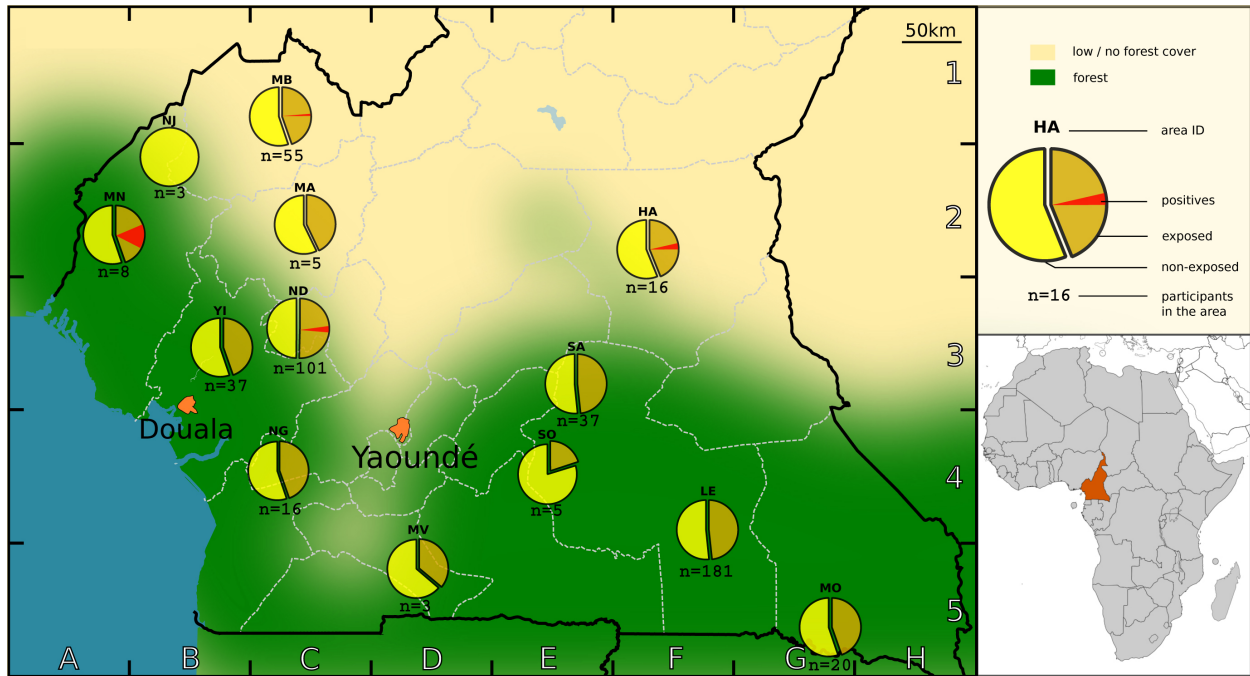 50km
1
MB
n=55
NJ
n=3
MN
n=8
MA
n=5
HA
n=16
2
YI
n=37
ND
n=101
SA
n=37
3
Douala
Yaoundé
NG
n=16
SO
n=5
LE
n=181
4
MV
n=3
MO
n=20
5
A
B
C
D
E
F
G
H
low / no forest cover
forest
HA
area ID
positives
exposed
non-exposed
n=16
participants
in the area